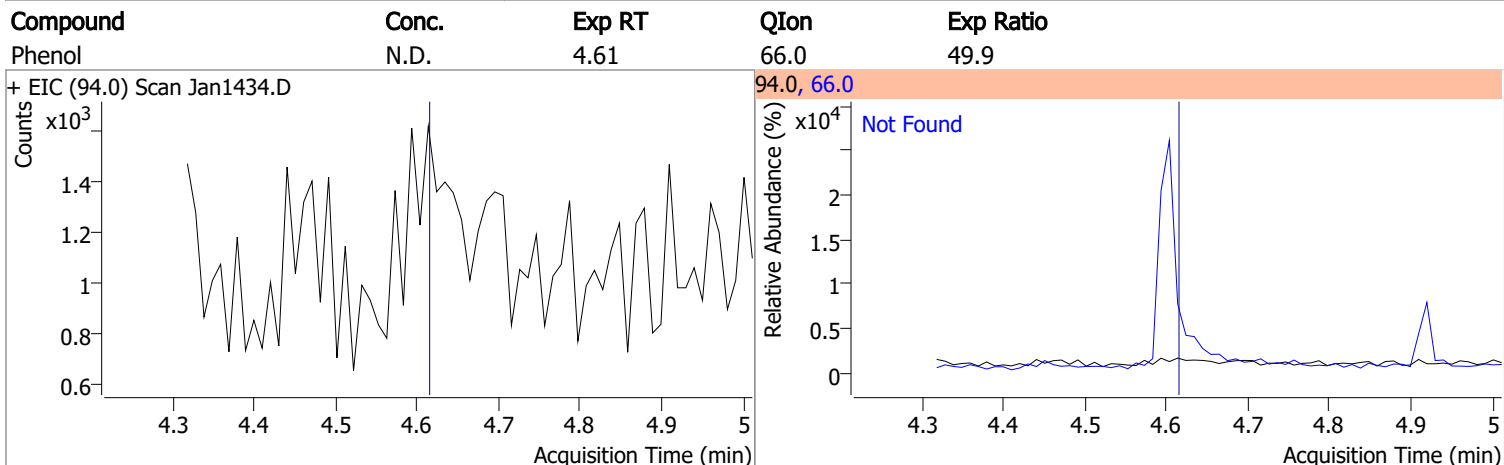 Compound Conc. Exp RT QIon Exp Ratio
Phenol N.D. 4.61 66.0 49.9
+ EIC (94.0) Scan Jan1434.D
Counts
x10³
1.4
1.2
1
0.8
0.6
4.3 4.4 4.5 4.6 4.7 4.8 4.9 5
Acquisition Time (min)
94.0, 66.0
Relative Abundance (%)
x10⁴
Not Found
2
1.5
1
0.5
0
4.3 4.4 4.5 4.6 4.7 4.8 4.9 5
Acquisition Time (min)